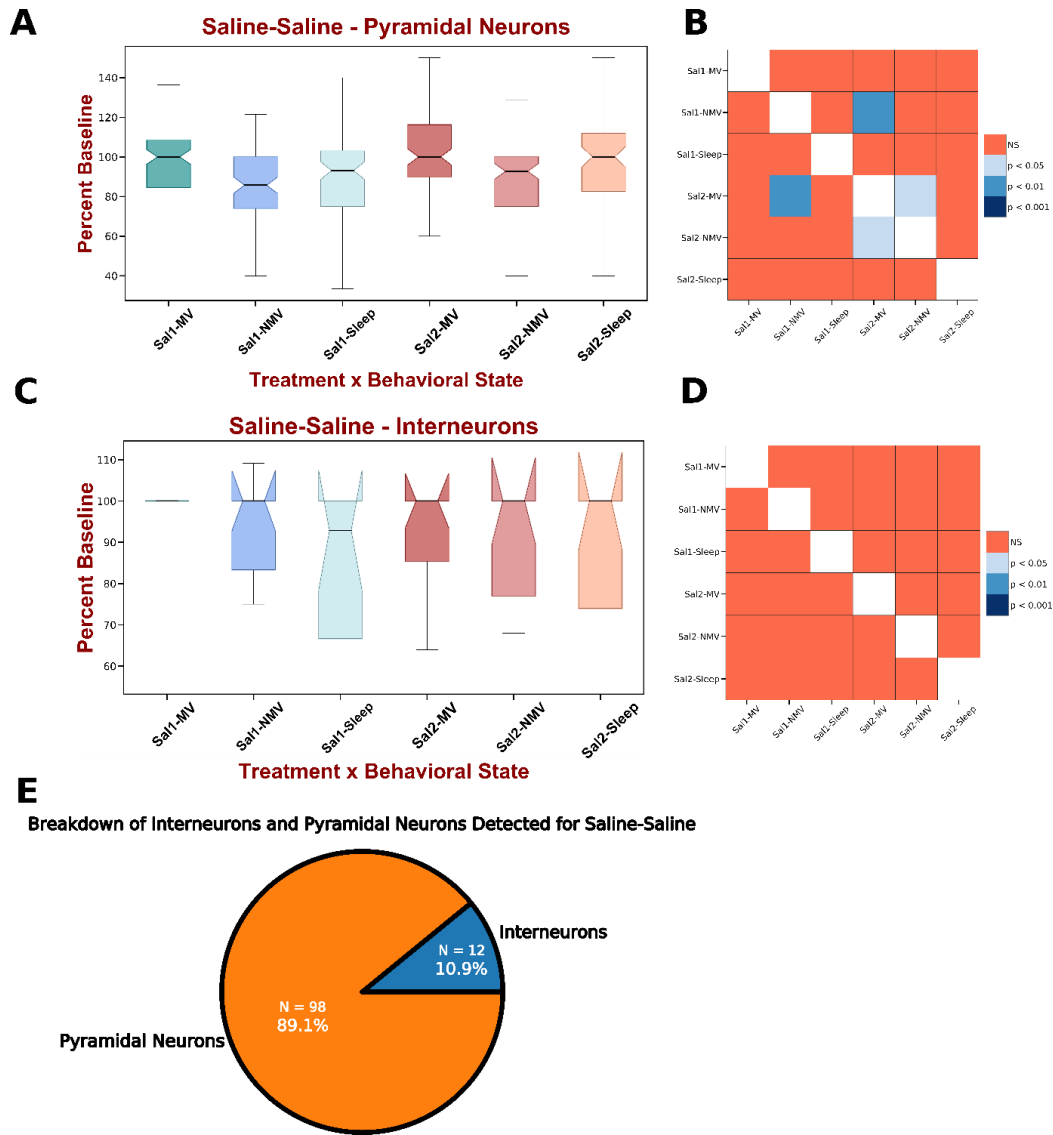 A
Saline-Saline - Pyramidal Neurons
Percent Baseline
140
120
100
80
60
40
Sal1-MV
Sal1-NMV
Sal1-Sleep
Sal2-MV
Sal2-NMV
Sal2-Sleep
Treatment x Behavioral State
B
Sal1-MV
Sal1-NMV
Sal1-Sleep
Sal2-MV
Sal2-NMV
Sal2-Sleep
Sal1-MV
Sal1-NMV
Sal1-Sleep
Sal2-MV
Sal2-NMV
Sal2-Sleep
NS
p < 0.05
p < 0.01
p < 0.001
C
Saline-Saline - Interneurons
Percent Baseline
110
100
90
80
70
60
Sal1-MV
Sal1-NMV
Sal1-Sleep
Sal2-MV
Sal2-NMV
Sal2-Sleep
Treatment x Behavioral State
D
Sal1-MV
Sal1-NMV
Sal1-Sleep
Sal2-MV
Sal2-NMV
Sal2-Sleep
Sal1-MV
Sal1-NMV
Sal1-Sleep
Sal2-MV
Sal2-NMV
Sal2-Sleep
NS
p < 0.05
p < 0.01
p < 0.001
E
Breakdown of Interneurons and Pyramidal Neurons Detected for Saline-Saline
Interneurons
N = 12
10.9%
N = 98
89.1%
Pyramidal Neurons